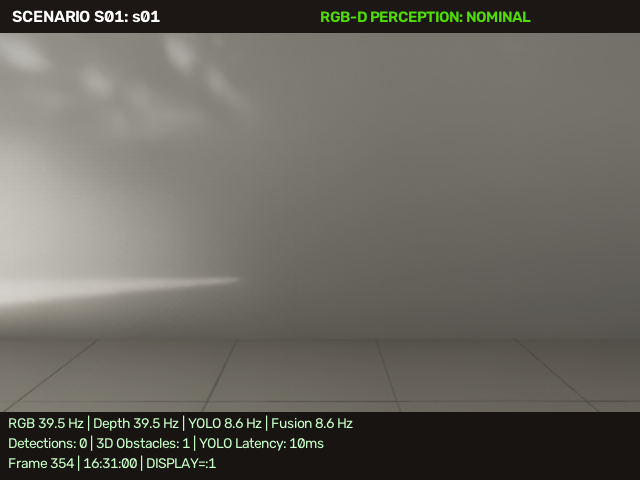 SCENARIO S01: s01
RGB-D PERCEPTION: NOMINAL
RGB 39.5 Hz | Depth 39.5 Hz | YOLO 8.6 Hz | Fusion 8.6 Hz
Detections: 0 | 3D Obstacles: 1 | YOLO Latency: 10ms
Frame 354 | 16:31:00 | DISPLAY=:1